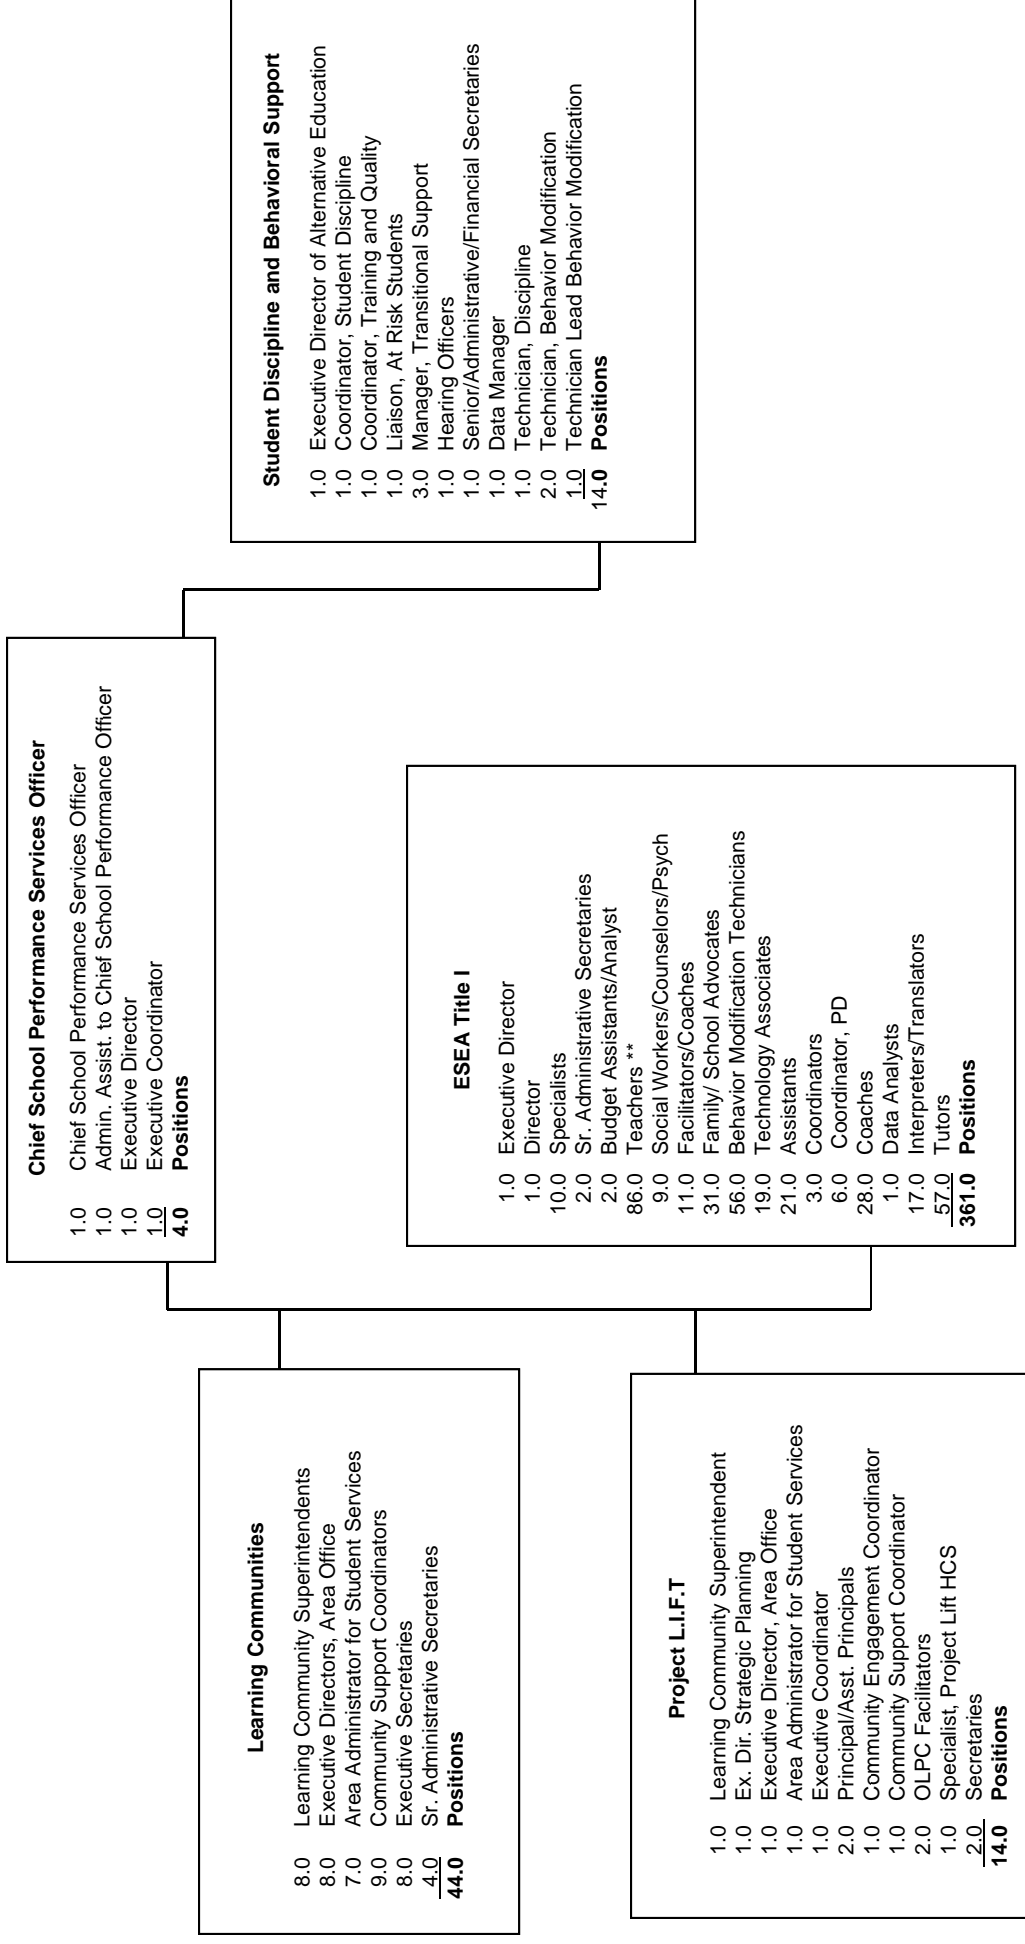 Chief School Performance Services Officer
1.0 Chief School Performance Services Officer
1.0 Admin. Assist. to Chief School Performance Officer
1.0 Executive Director
1.0 Executive Coordinator
4.0 Positions
Learning Communities
8.0 Learning Community Superintendents
8.0 Executive Directors, Area Office
7.0 Area Administrator for Student Services
9.0 Community Support Coordinators
8.0 Executive Secretaries
4.0 Sr. Administrative Secretaries
44.0 Positions
Student Discipline and Behavioral Support
1.0 Executive Director of Alternative Education
1.0 Coordinator, Student Discipline
1.0 Coordinator, Training and Quality
1.0 Liaison, At Risk Students
3.0 Manager, Transitional Support
1.0 Hearing Officers
1.0 Senior/Administrative/Financial Secretaries
1.0 Data Manager
1.0 Technician, Discipline
2.0 Technician, Behavior Modification
1.0 Technician Lead Behavior Modification
14.0 Positions
ESEA Title I
1.0 Executive Director
1.0 Director
10.0 Specialists
2.0 Sr. Administrative Secretaries
2.0 Budget Assistants/Analyst
86.0 Teachers **
9.0 Social Workers/Counselors/Psych
11.0 Facilitators/Coaches
31.0 Family/ School Advocates
56.0 Behavior Modification Technicians
19.0 Technology Associates
21.0 Assistants
3.0 Coordinators
6.0 Coordinator, PD
28.0 Coaches
1.0 Data Analysts
17.0 Interpreters/Translators
57.0 Tutors
361.0 Positions
Project L.I.F.T
1.0 Learning Community Superintendent
1.0 Ex. Dir. Strategic Planning
1.0 Executive Director, Area Office
1.0 Area Administrator for Student Services
1.0 Executive Coordinator
2.0 Principal/Asst. Principals
1.0 Community Engagement Coordinator
1.0 Community Support Coordinator
2.0 OLPC Facilitators
1.0 Specialist, Project Lift HCS
2.0 Secretaries
14.0 Positions